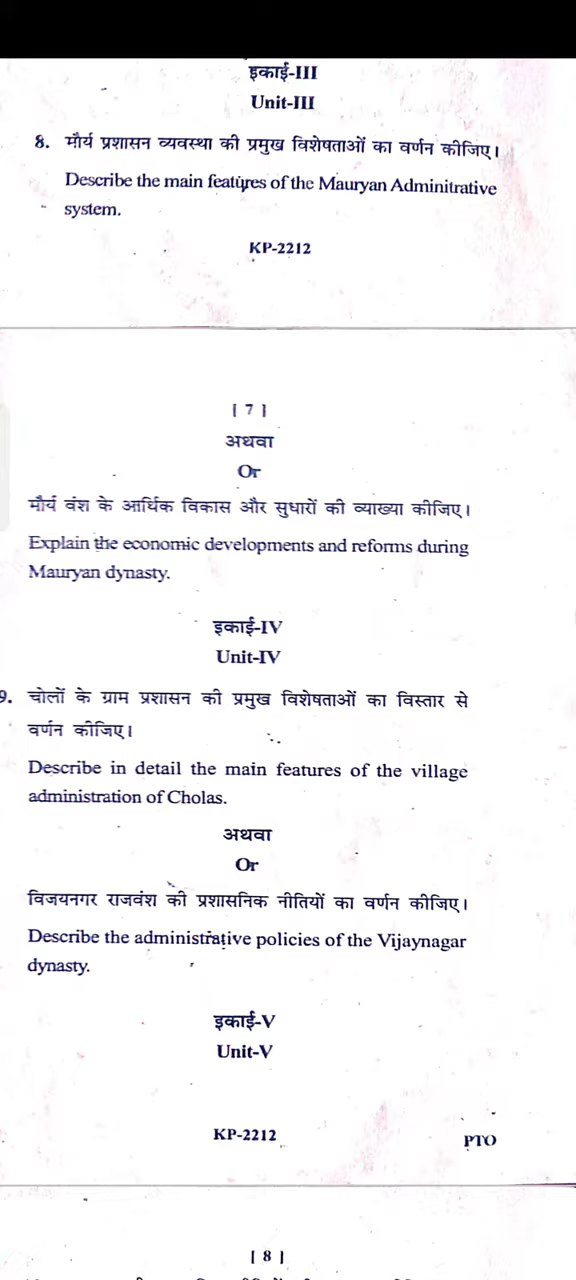 इकाई-III
Unit-III
8. मौर्य प्रशासन व्यवस्था की प्रमुख विशेषताओं का वर्णन कीजिए।
Describe the main features of the Mauryan Adminitrative
system.
KP-2212
[ 7 ]
अथवा
Or
मौर्य वंश के आर्थिक विकास और सुधारों की व्याख्या कीजिए।
Explain the economic developments and reforms during
Mauryan dynasty.
इकाई-IV
Unit-IV
9. चोलों के ग्राम प्रशासन की प्रमुख विशेषताओं का विस्तार से
वर्णन कीजिए।
Describe in detail the main features of the village
administration of Cholas.
अथवा
Or
विजयनगर राजवंश की प्रशासनिक नीतियों का वर्णन कीजिए।
Describe the administrative policies of the Vijaynagar
dynasty.
इकाई-V
Unit-V
KP-2212
PTO
[ 8 ]